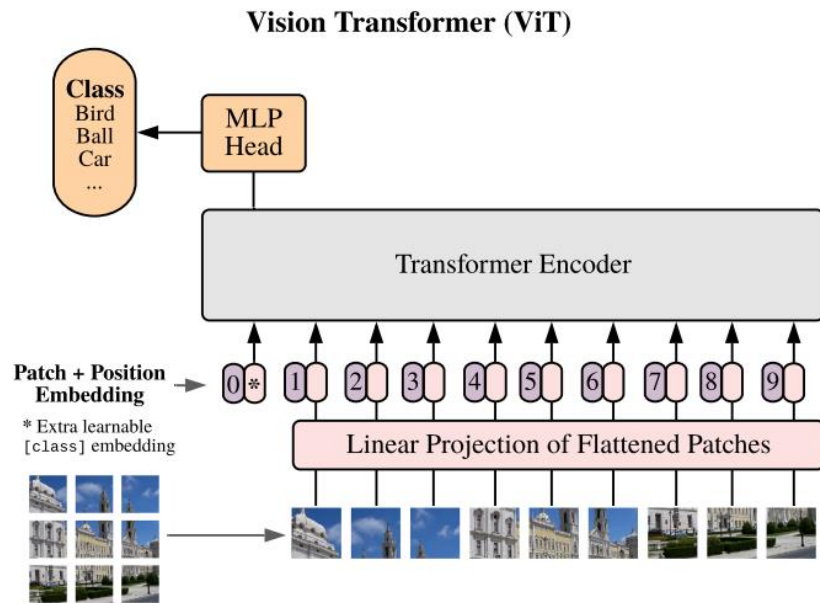 Vision Transformer (ViT)
Class
Bird
Ball
Car
...
MLP
Head
Transformer Encoder
Patch + Position
Embedding
0 * 1 2 3 4 5 6 7 8 9
* Extra learnable
[class] embedding
Linear Projection of Flattened Patches